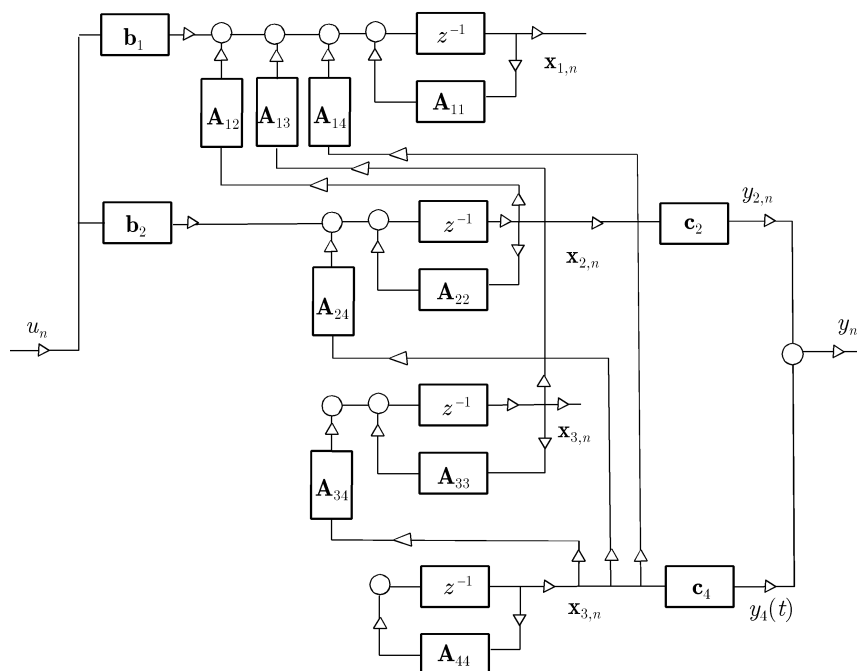 b₁
z⁻¹
x₁,ₙ
A₁₂
A₁₃
A₁₄
A₁₁
b₂
z⁻¹
c₂
y₂,ₙ
x₂,ₙ
A₂₄
A₂₂
uₙ
yₙ
z⁻¹
x₃,ₙ
A₃₄
A₃₃
z⁻¹
c₄
x₃,ₙ
y₄(t)
A₄₄